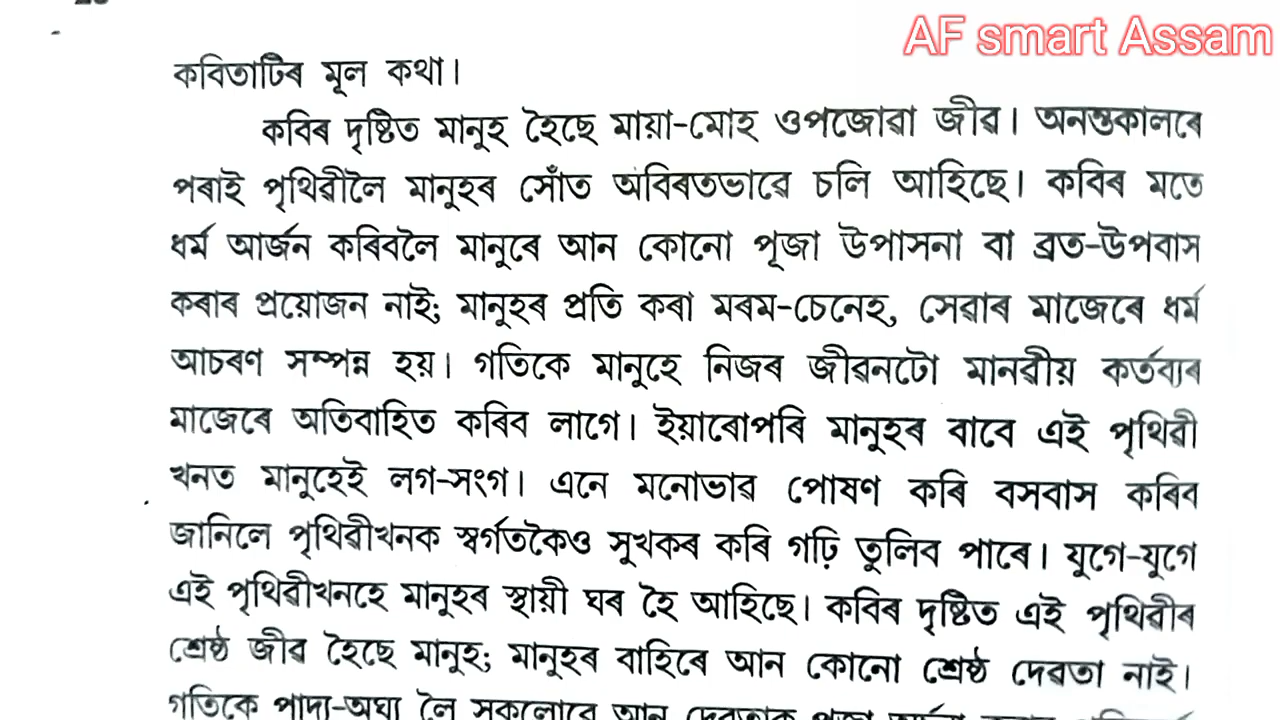 AF smart Assam
কবিতাটিৰ মূল কথা।
কবিৰ দৃষ্টিত মানুহ হৈছে মায়া-মোহ ওপজোৱা জীৱ। অনন্তকালৰে
পৰাই পৃথিৱীলৈ মানুহৰ সোঁত অবিৰতভাৱে চলি আহিছে। কবিৰ মতে
ধৰ্ম আৰ্জন কৰিবলৈ মানুৰে আন কোনো পূজা উপাসনা বা ব্ৰত-উপবাস
কৰাৰ প্ৰয়োজন নাই; মানুহৰ প্ৰতি কৰা মৰম-চেনেহ, সেৱাৰ মাজেৰে ধৰ্ম
আচৰণ সম্পন্ন হয়। গতিকে মানুহে নিজৰ জীৱনটো মানৱীয় কৰ্তব্যৰ
মাজেৰে অতিবাহিত কৰিব লাগে। ইয়াৰোপৰি মানুহৰ বাবে এই পৃথিৱী
খনত মানুহেই লগ-সংগ। এনে মনোভাৱ পোষণ কৰি বসবাস কৰিব
জানিলে পৃথিৱীখনক স্বৰ্গতকৈও সুখকৰ কৰি গঢ়ি তুলিব পাৰে। যুগে-যুগে
এই পৃথিৱীখনহে মানুহৰ স্থায়ী ঘৰ হৈ আহিছে। কবিৰ দৃষ্টিত এই পৃথিৱীৰ
শ্ৰেষ্ঠ জীৱ হৈছে মানুহ; মানুহৰ বাহিৰে আন কোনো শ্ৰেষ্ঠ দেৱতা নাই।
গতিকে পাদ্য-অঘ্য লৈ সকলোৱে আন দেৱতাক পূজা